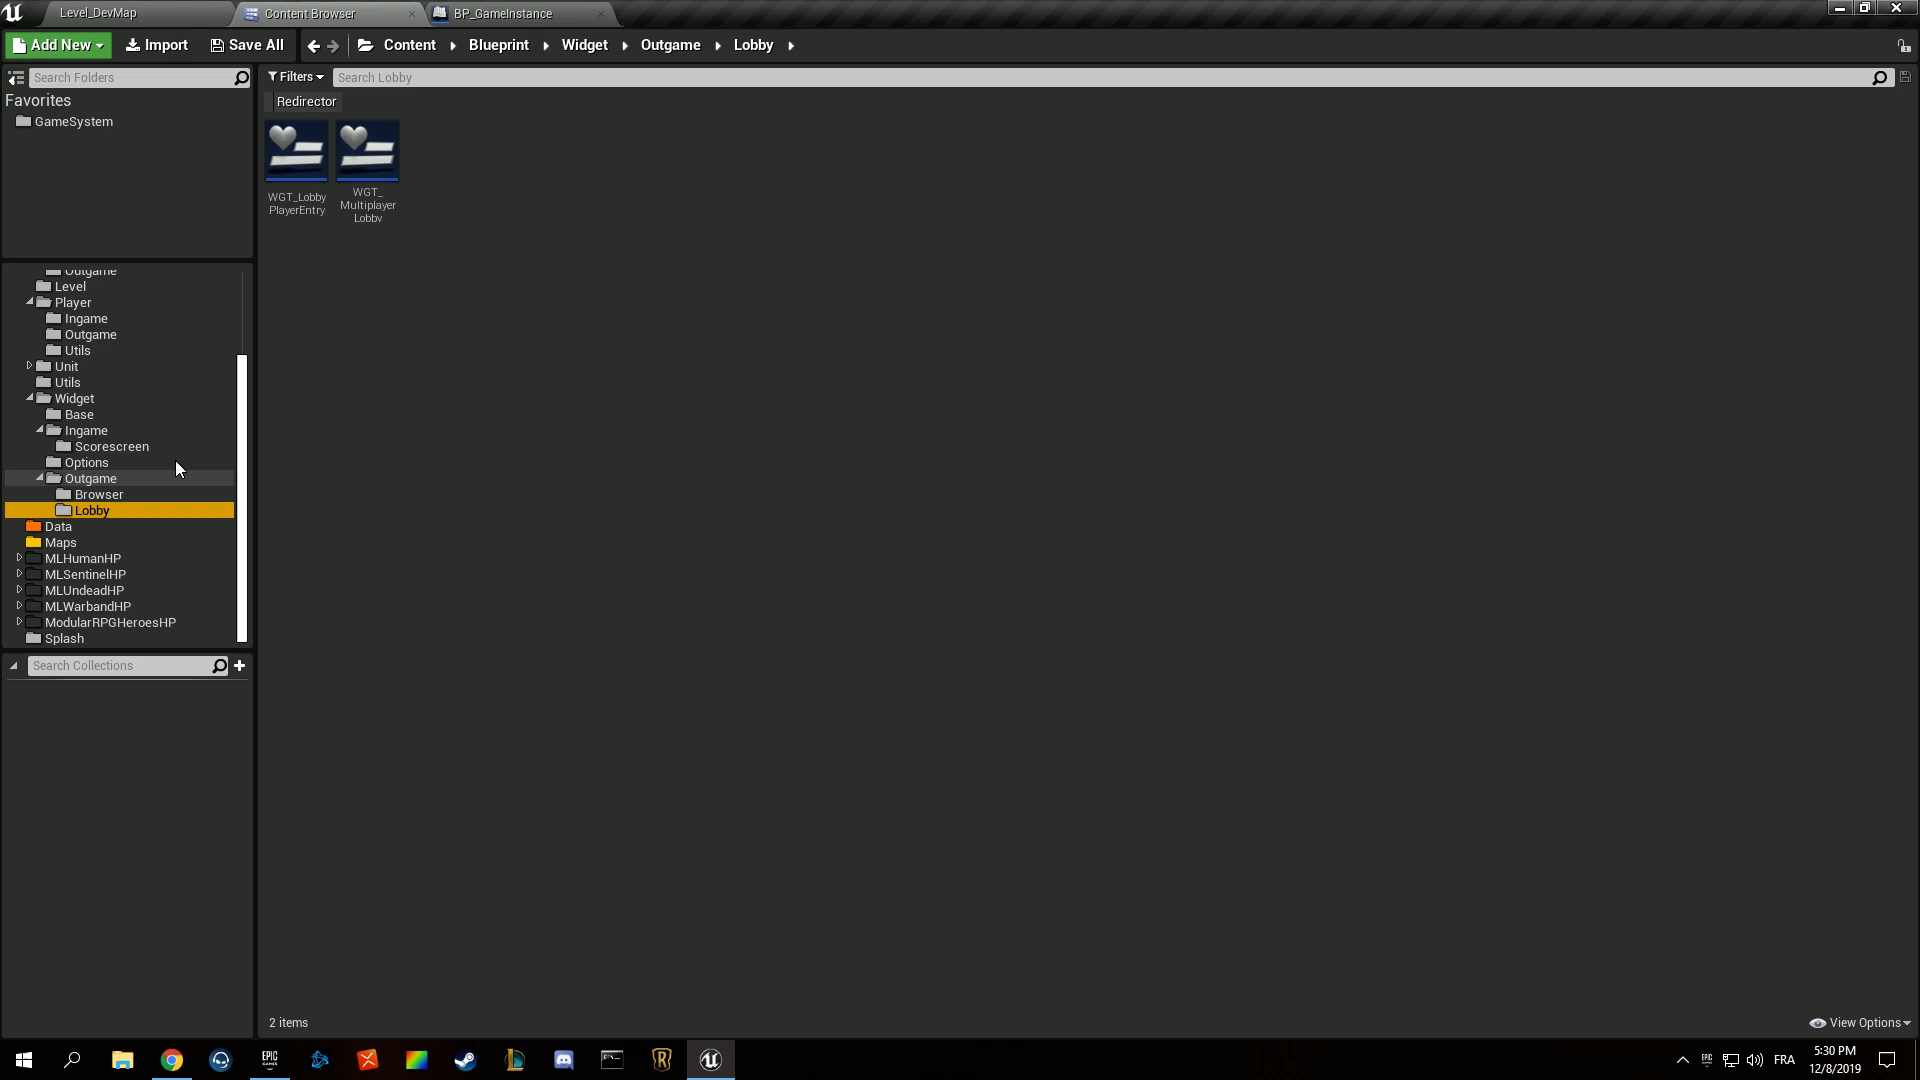 Level_DevMap
Content Browser
BP_GameInstance
Add New
Import
Save All
Content
Blueprint
Widget
Outgame
Lobby
Search Folders
Filters
Search Lobby
Favorites
GameSystem
Redirector
WGT_Lobby
PlayerEntry
WGT_
Multiplayer
Lobby
Outgame
Level
Player
Ingame
Outgame
Utils
Unit
Utils
Widget
Base
Ingame
Scorescreen
Options
Outgame
Browser
Lobby
Data
Maps
MLHumanHP
MLSentinelHP
MLUndeadHP
MLWarbandHP
ModularRPGHeroesHP
Splash
Search Collections
2 items
View Options
EPIC
GAMES
FRA
5:30 PM
12/8/2019